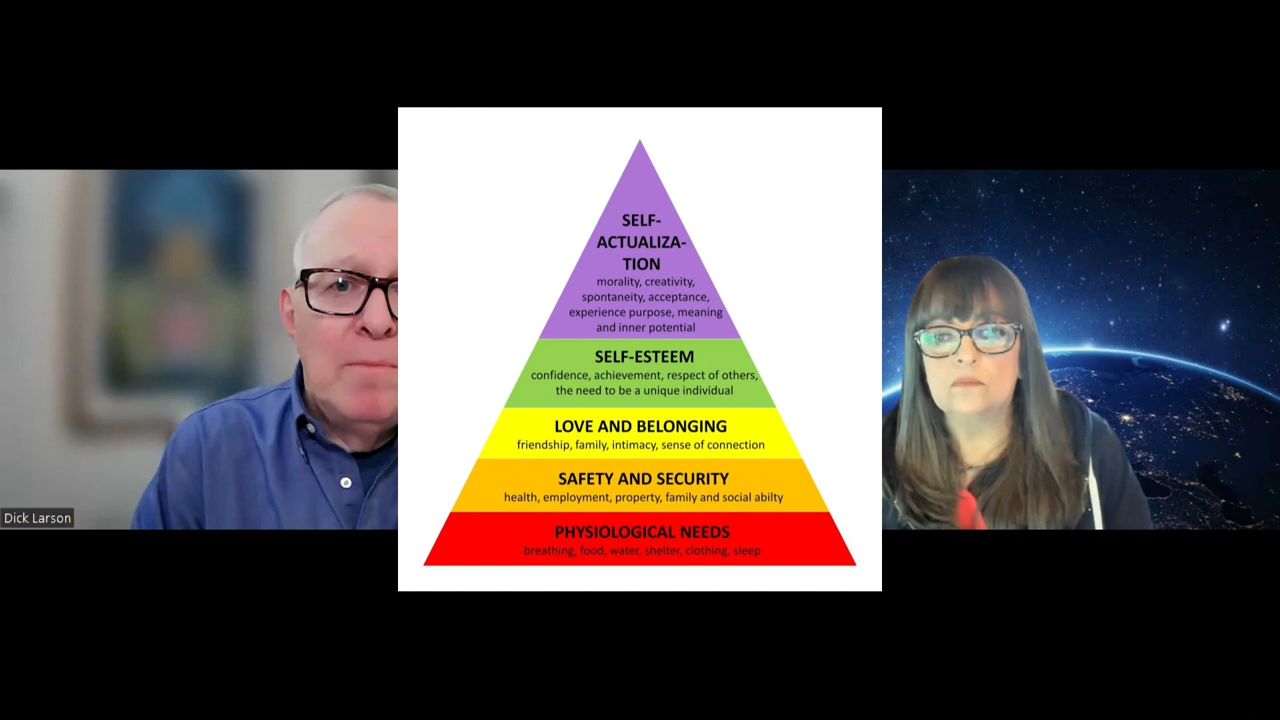 SELF-
ACTUALIZA-
TION
morality, creativity,
spontaneity, acceptance,
experience purpose, meaning
and inner potential
SELF-ESTEEM
confidence, achievement, respect of others,
the need to be a unique individual
LOVE AND BELONGING
friendship, family, intimacy, sense of connection
SAFETY AND SECURITY
health, employment, property, family and social abilty
PHYSIOLOGICAL NEEDS
breathing, food, water, shelter, clothing, sleep
Dick Larson